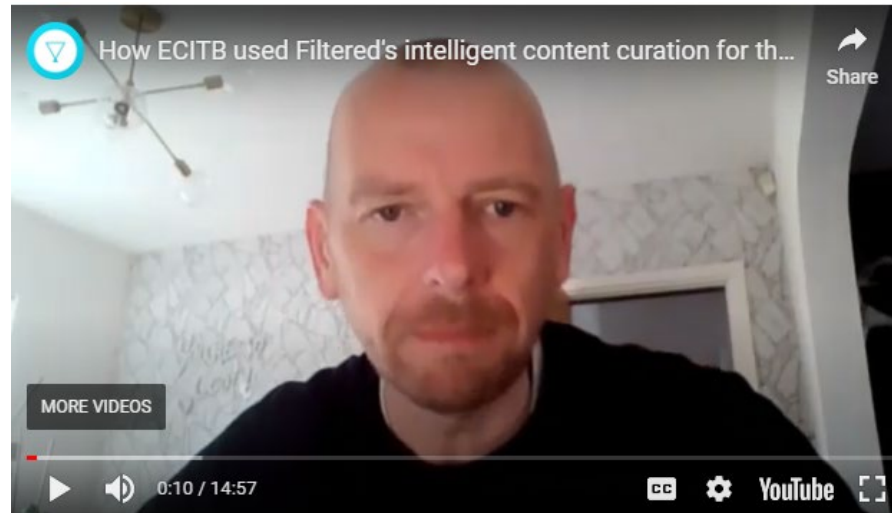 How ECITB used Filtered's intelligent content curation for th...
Share
MORE VIDEOS
0:10 / 14:57
CC
YouTube